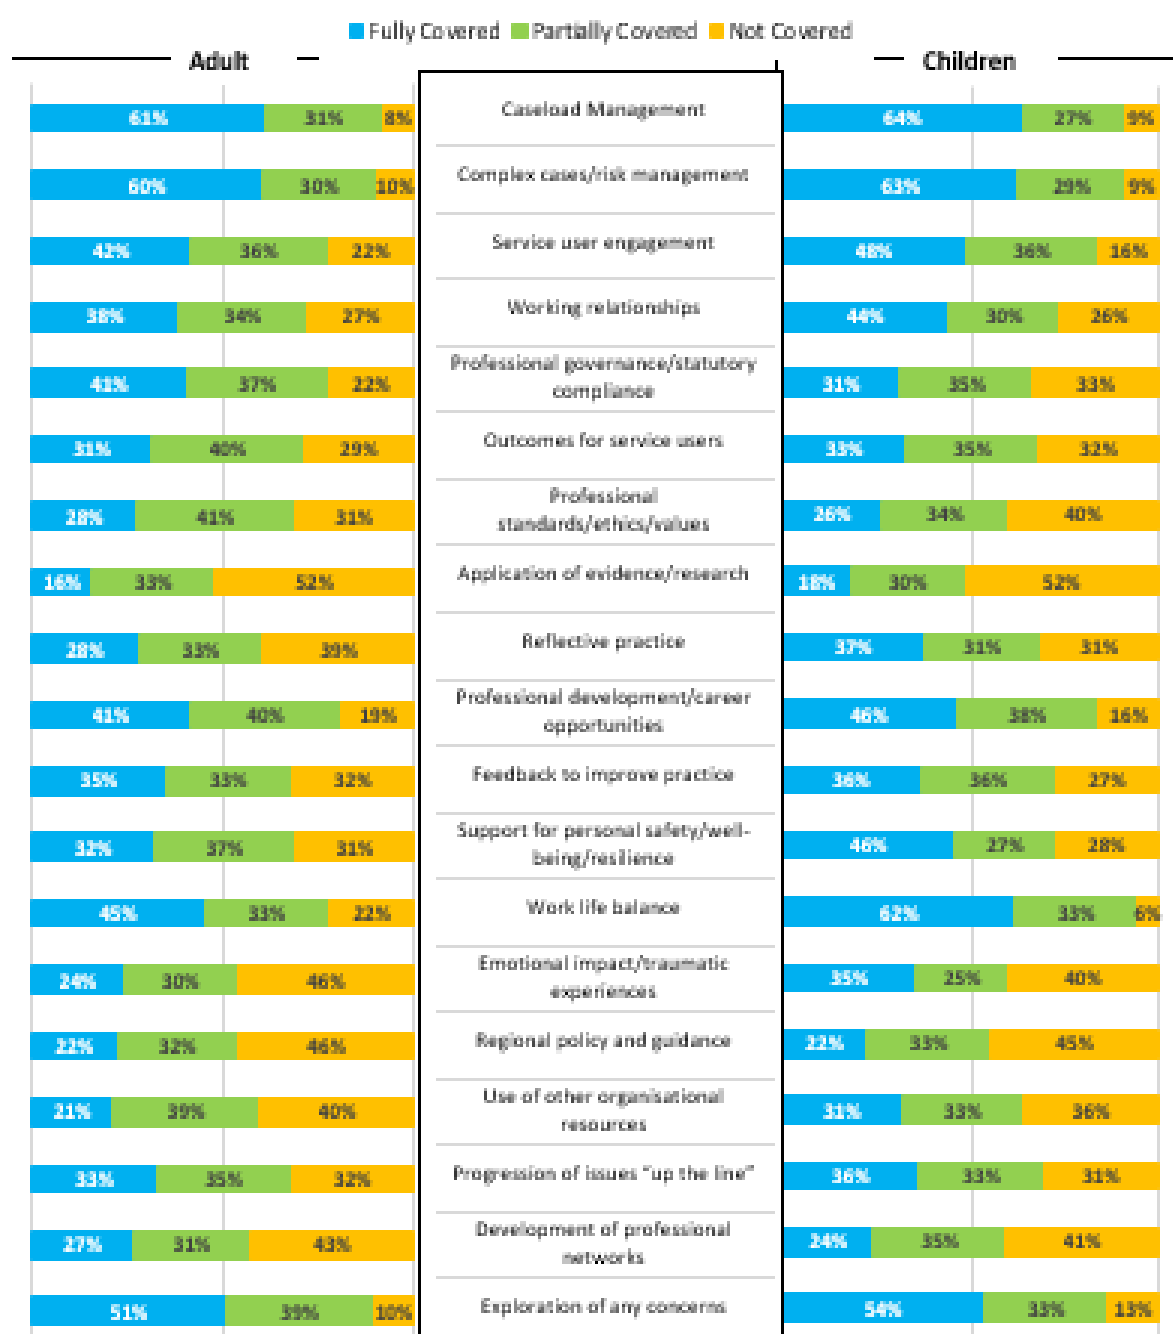 Fully Covered Partially Covered Not Covered
Adult Children
61% 31% 8% Caseload Management 64% 27% 9%
60% 30% 10% Complex cases/risk management 63% 29% 9%
42% 36% 22% Service user engagement 48% 36% 16%
38% 34% 27% Working relationships 44% 30% 26%
Professional governance/statutory
41% 37% 22% compliance 31% 35% 33%
31% 40% 29% Outcomes for service users 33% 35% 32%
Professional
28% 41% 31% standards/ethics/values 26% 34% 40%
16% 33% 52% Application of evidence/research 18% 30% 52%
28% 33% 39% Reflective practice 37% 31% 31%
Professional development/career
41% 40% 19% opportunities 46% 38% 16%
35% 33% 32% Feedback to improve practice 36% 36% 27%
Support for personal safety/well-
32% 37% 31% being/resilience 46% 27% 28%
45% 33% 22% Work life balance 62% 33% 6%
Emotional impact/traumatic
24% 30% 46% experiences 35% 25% 40%
22% 32% 46% Regional policy and guidance 22% 33% 45%
Use of other organisational
21% 39% 40% resources 31% 33% 36%
33% 35% 32% Progression of issues "up the line" 36% 33% 31%
Development of professional
27% 31% 43% networks 24% 35% 41%
51% 39% 10% Exploration of any concerns 54% 33% 13%